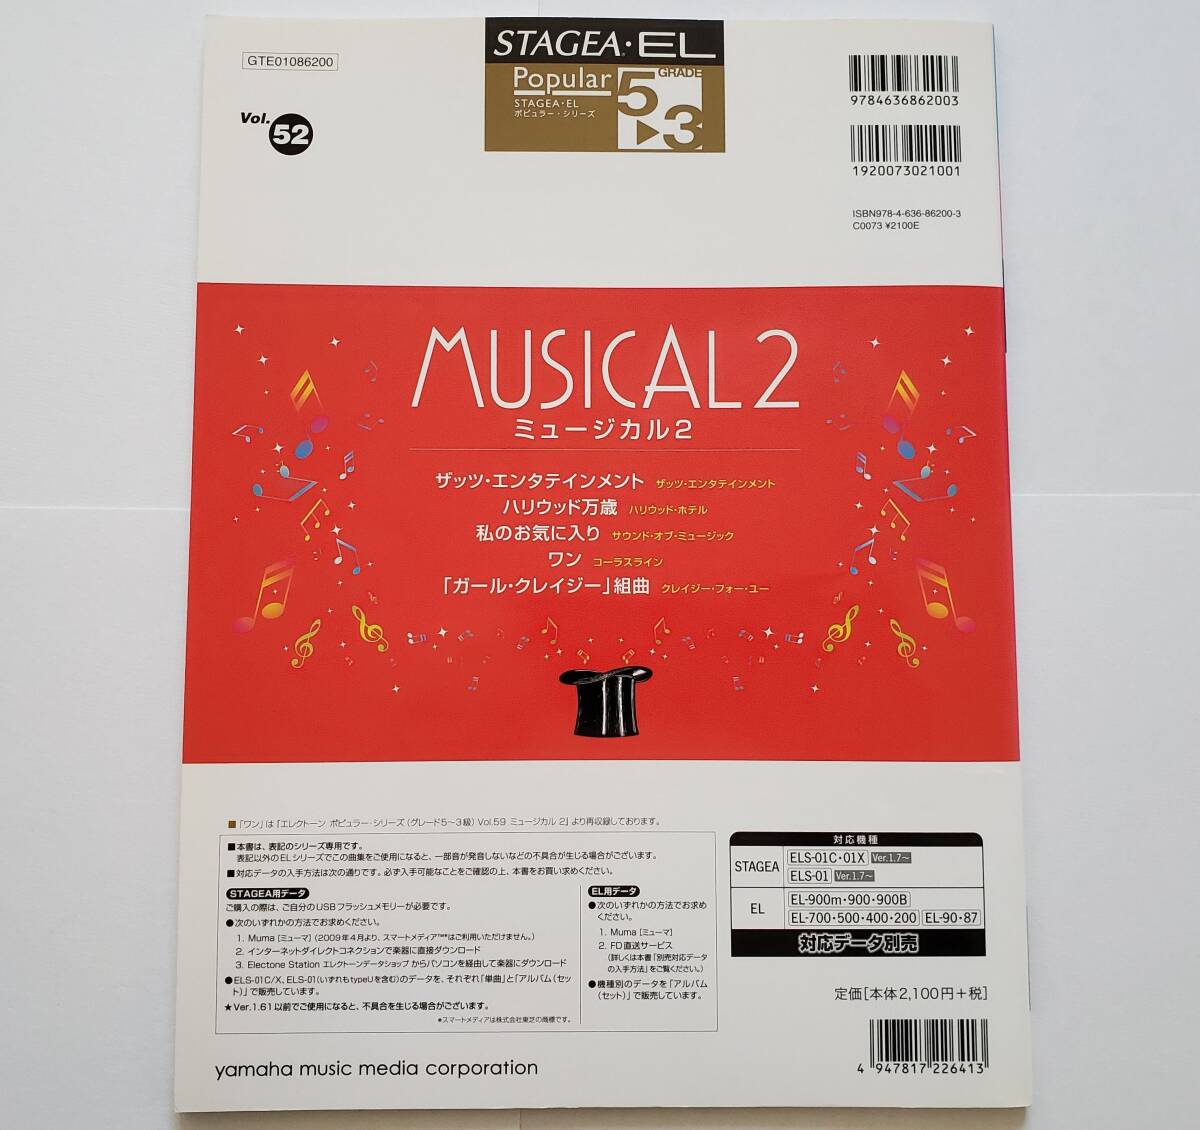 GTE01086200
Vol. 52
STAGEA・EL
Popular
STAGEA・EL
ポピュラー・シリーズ
GRADE
5▶3
9784636862003
1920073021001
ISBN978-4-636-86200-3
C0073 ¥2100E
MUSICAL 2
ミュージカル2
ザッツ・エンタテインメント ザッツ・エンタテインメント
ハリウッド万歳 ハリウッド・ホテル
私のお気に入り サウンド・オブ・ミュージック
ワン コーラスライン
「ガール・クレイジー」組曲 クレイジー・フォー・ユー
■「ワン」は『エレクトーン ポピュラー・シリーズ(グレード5〜3級)Vol.59 ミュージカル 2』より再収録しております。
■本書は、表記のシリーズ専用です。
表記以外のELシリーズでこの曲集をご使用になると、一部音が発音しないなどの不具合が生じる場合がございます。
■対応データの入手方法は次の通りです。必ず入手可能なことをご確認の上、本書をお買い求めください。
STAGEA用データ
ご購入の際は、ご自分のUSBフラッシュメモリーが必要です。
●次のいずれかの方法でお求めください。
1. Muma[ミューマ](2009年4月より、スマートメディア™*はご利用いただけません。)
2. インターネットダイレクトコネクションで楽器に直接ダウンロード
3. Electone Station エレクトーンデータショップ からパソコンを経由して楽器にダウンロード
●ELS-01C/X、ELS-01(いずれもtypeUを含む)のデータを、それぞれ「単曲」と「アルバム(セット)」で販売しています。
★Ver.1.61以前でご使用になると、不具合を生じる場合がございます。
*スマートメディアは株式会社東芝の商標です。
EL用データ
●次のいずれかの方法でお求めください。
1. Muma[ミューマ]
2. FD直送サービス
(詳しくは本書「別売対応データの入手方法」をご覧ください。)
●機種別のデータを「アルバム(セット)」で販売しています。
対応機種
STAGEA
ELS-01C・01X Ver.1.7〜
ELS-01 Ver.1.7〜
EL
EL-900m・900・900B
EL-700・500・400・200 EL-90・87
対応データ別売
定価[本体2,100円+税]
4 947817 226413
yamaha music media corporation